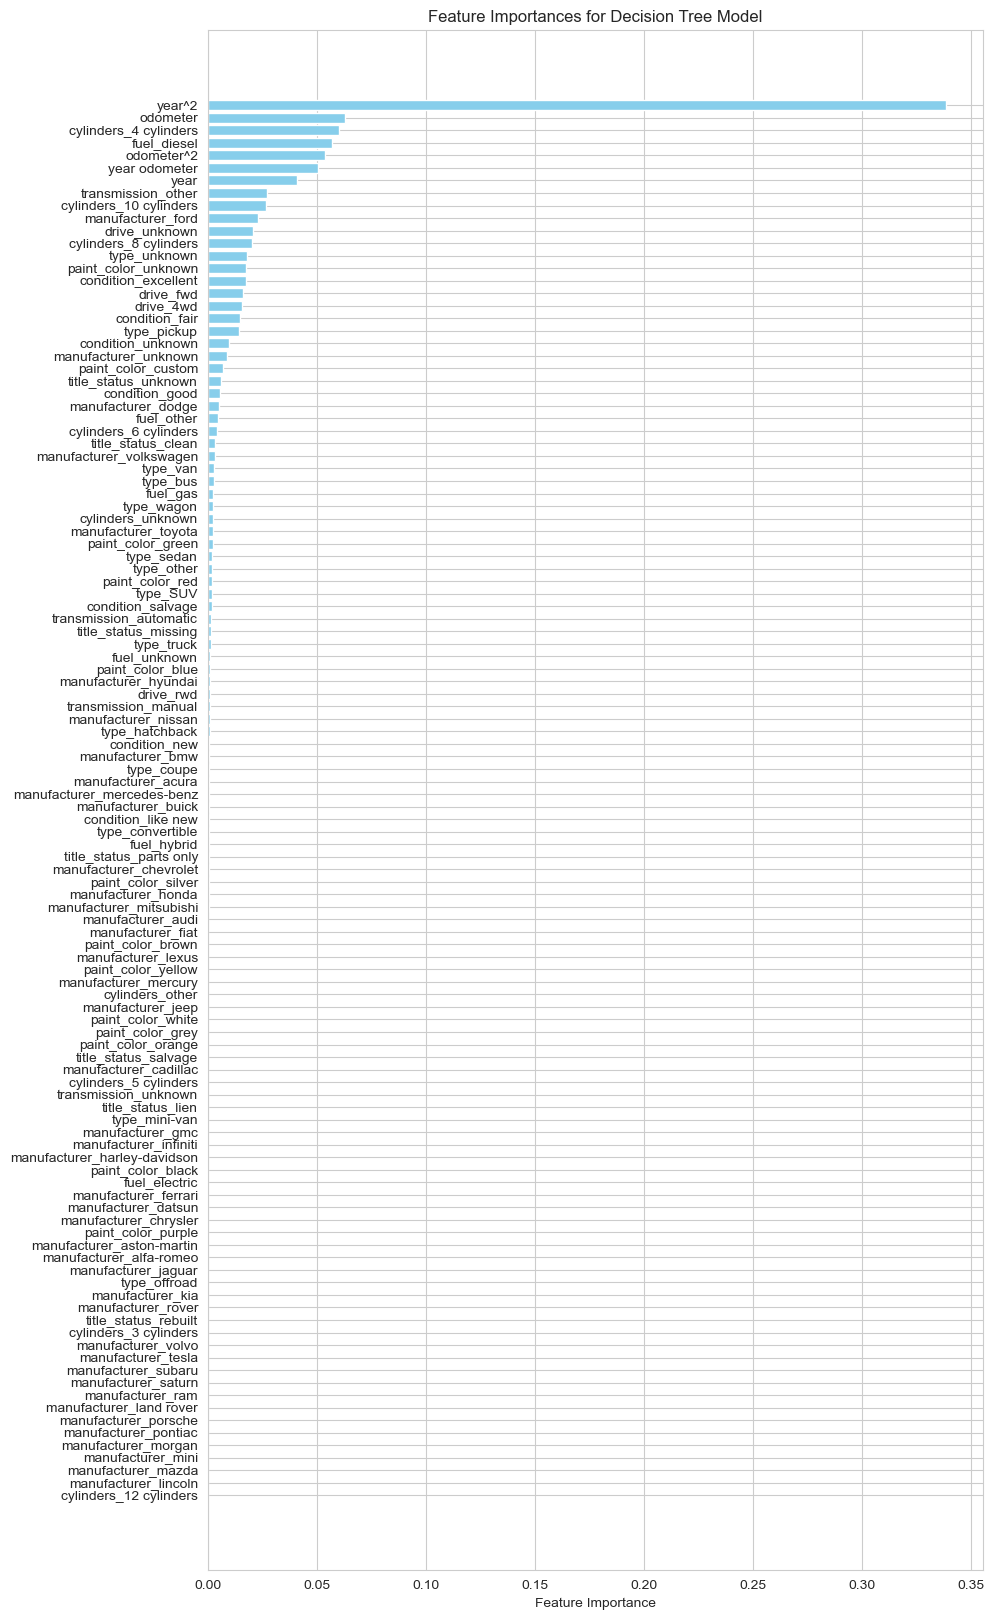 Feature Importances for Decision Tree Model
year^2
odometer
cylinders_4 cylinders
fuel_diesel
odometer^2
year odometer
year
transmission_other
cylinders_10 cylinders
manufacturer_ford
drive_unknown
cylinders_8 cylinders
type_unknown
paint_color_unknown
condition_excellent
drive_fwd
drive_4wd
condition_fair
type_pickup
condition_unknown
manufacturer_unknown
paint_color_custom
title_status_unknown
condition_good
manufacturer_dodge
fuel_other
cylinders_6 cylinders
title_status_clean
manufacturer_volkswagen
type_van
type_bus
fuel_gas
type_wagon
cylinders_unknown
manufacturer_toyota
paint_color_green
type_sedan
type_other
paint_color_red
type_SUV
condition_salvage
transmission_automatic
title_status_missing
type_truck
fuel_unknown
paint_color_blue
manufacturer_hyundai
drive_rwd
transmission_manual
manufacturer_nissan
type_hatchback
condition_new
manufacturer_bmw
type_coupe
manufacturer_acura
manufacturer_mercedes-benz
manufacturer_buick
condition_like new
type_convertible
fuel_hybrid
title_status_parts only
manufacturer_chevrolet
paint_color_silver
manufacturer_honda
manufacturer_mitsubishi
manufacturer_audi
manufacturer_fiat
paint_color_brown
manufacturer_lexus
paint_color_yellow
manufacturer_mercury
cylinders_other
manufacturer_jeep
paint_color_white
paint_color_grey
paint_color_orange
title_status_salvage
manufacturer_cadillac
cylinders_5 cylinders
transmission_unknown
title_status_lien
type_mini-van
manufacturer_gmc
manufacturer_infiniti
manufacturer_harley-davidson
paint_color_black
fuel_electric
manufacturer_ferrari
manufacturer_datsun
manufacturer_chrysler
paint_color_purple
manufacturer_aston-martin
manufacturer_alfa-romeo
manufacturer_jaguar
type_offroad
manufacturer_kia
manufacturer_rover
title_status_rebuilt
cylinders_3 cylinders
manufacturer_volvo
manufacturer_tesla
manufacturer_subaru
manufacturer_saturn
manufacturer_ram
manufacturer_land rover
manufacturer_porsche
manufacturer_pontiac
manufacturer_morgan
manufacturer_mini
manufacturer_mazda
manufacturer_lincoln
cylinders_12 cylinders
0.00 0.05 0.10 0.15 0.20 0.25 0.30 0.35
Feature Importance